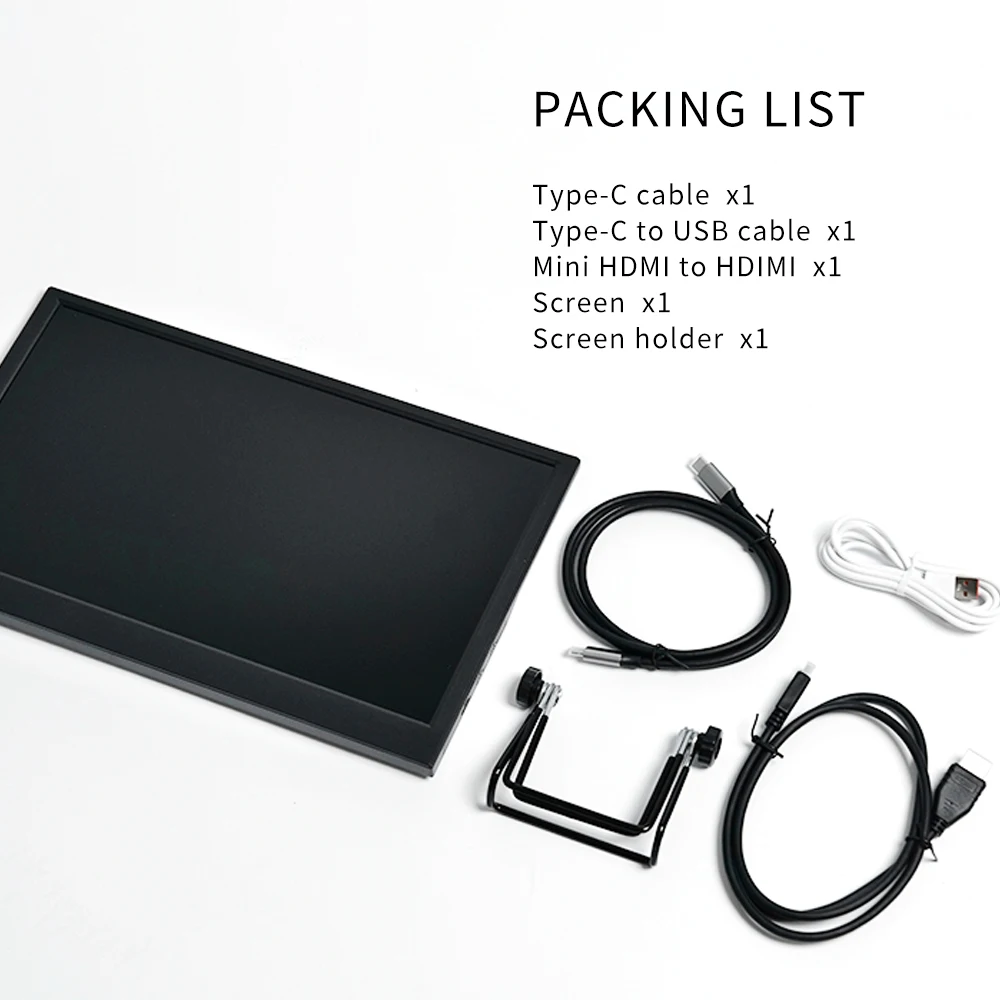 PACKING LIST
Type-C cable x1
Type-C to USB cable x1
Mini HDMI to HDIMI x1
Screen x1
Screen holder x1